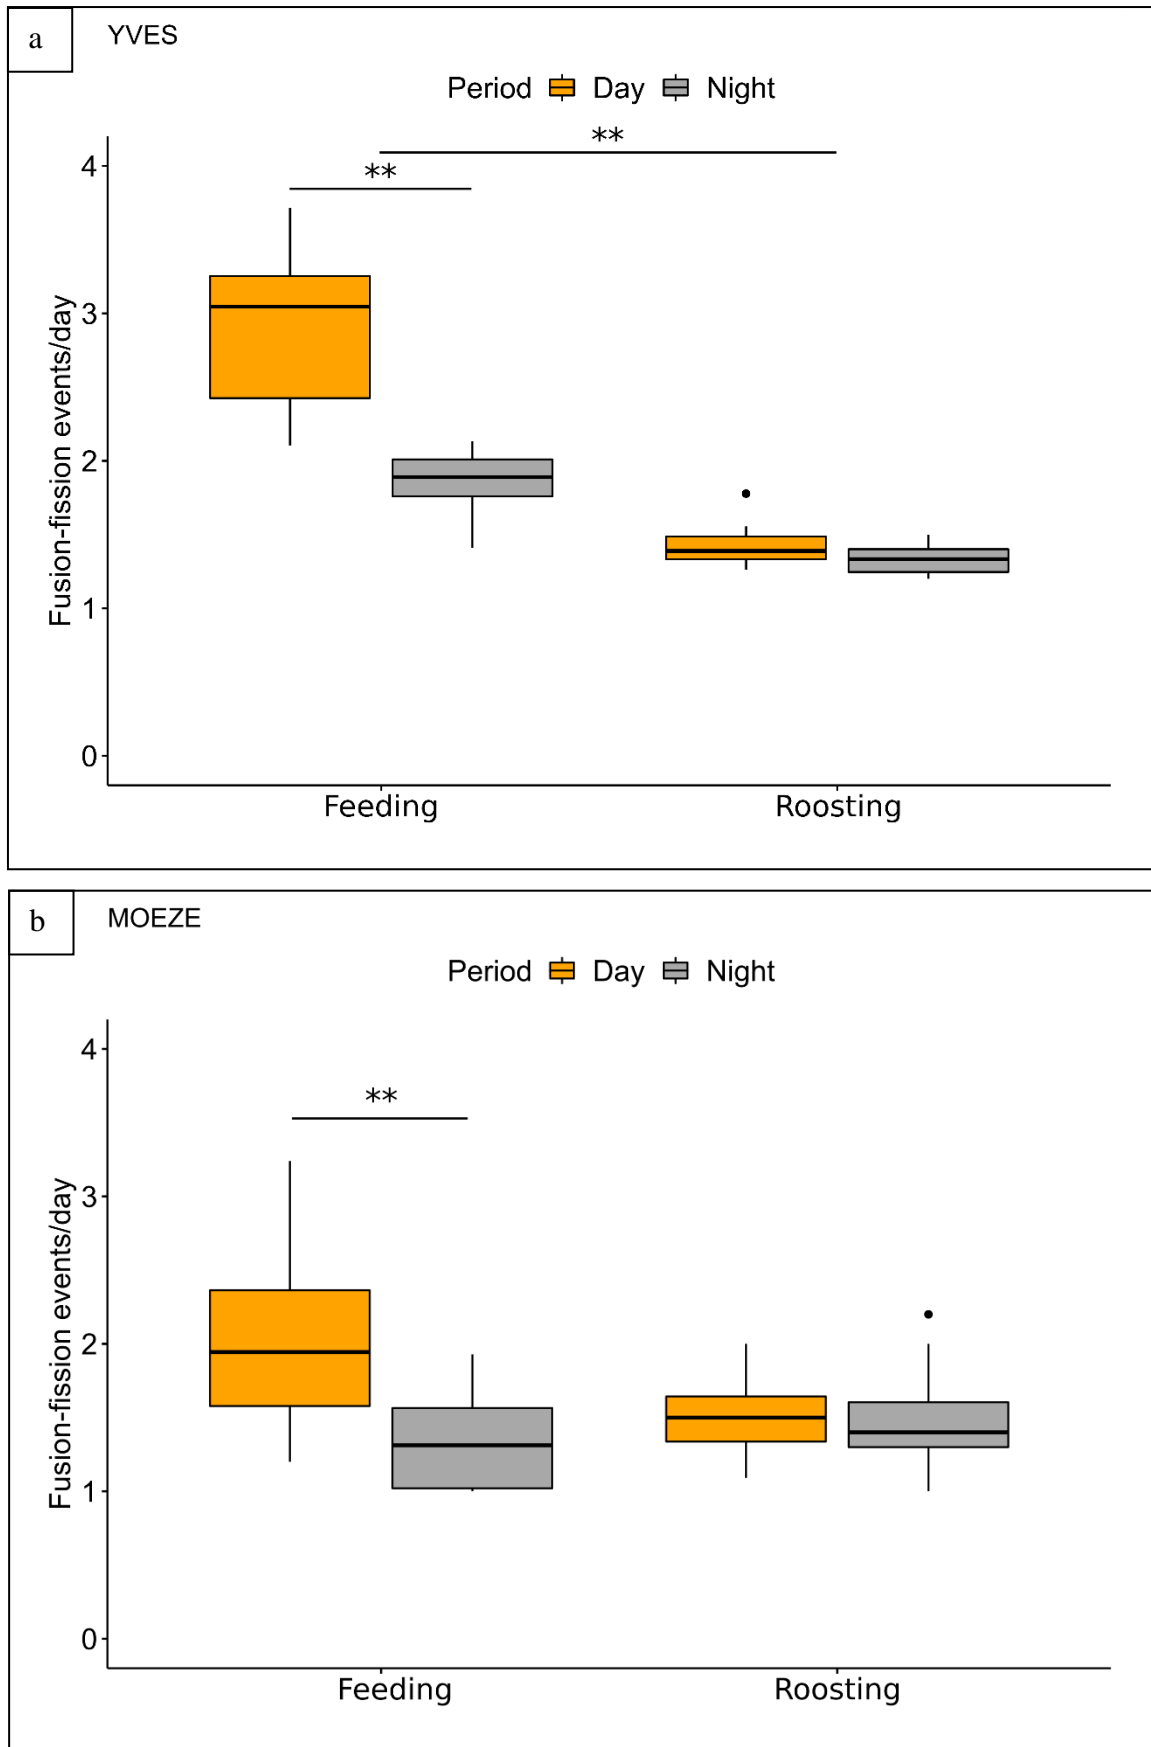 a
YVES
Period Day Night
**
**
Fusion-fission events/day
4
3
2
1
0
Feeding Roosting
b
MOEZE
Period Day Night
**
Fusion-fission events/day
4
3
2
1
0
Feeding Roosting